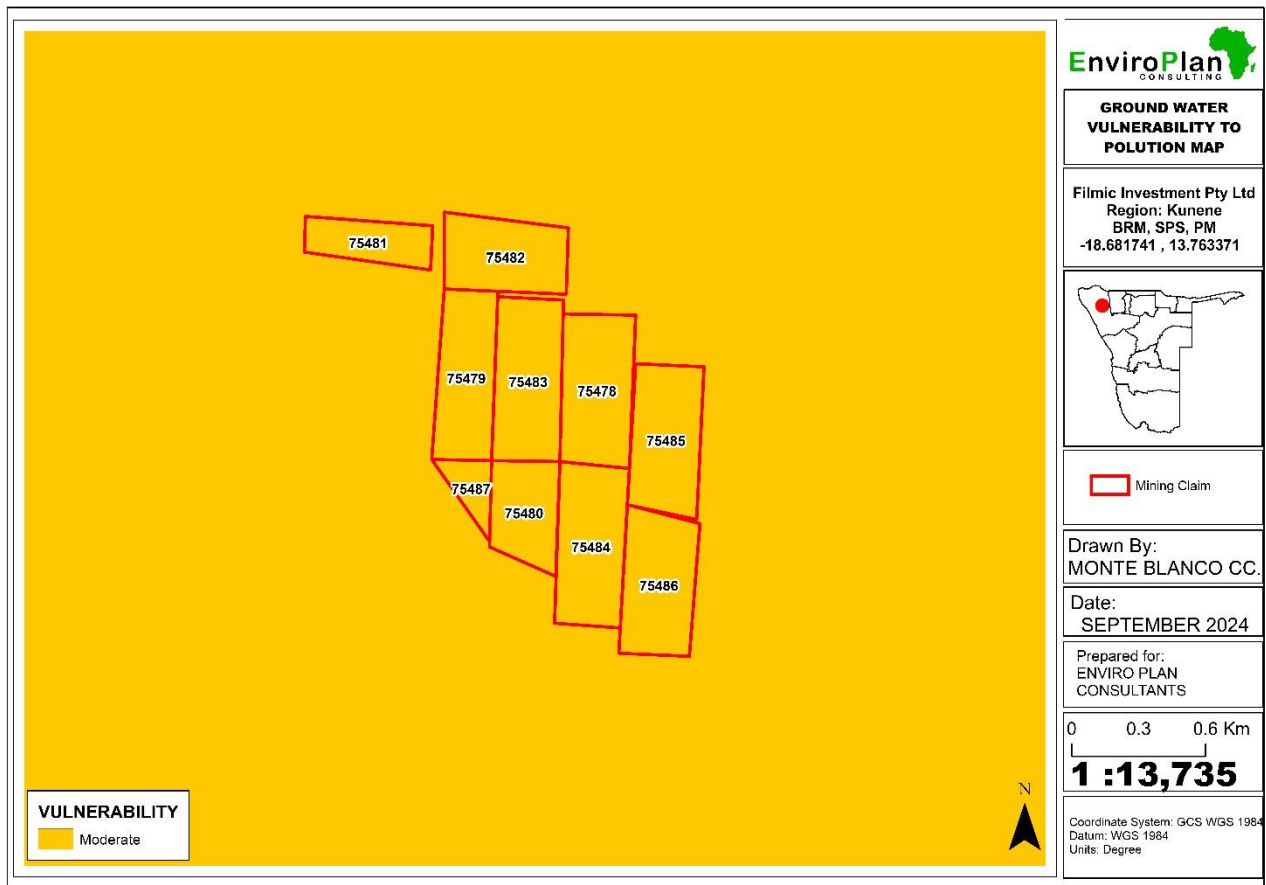 75481
75482
75479
75483
75478
75485
75487
75480
75484
75486
VULNERABILITY
Moderate
N
EnviroPlan
CONSULTING
GROUND WATER
VULNERABILITY TO
POLUTION MAP
Filmic Investment Pty Ltd
Region: Kunene
BRM, SPS, PM
-18.681741 , 13.763371
Mining Claim
Drawn By:
MONTE BLANCO CC.
Date:
SEPTEMBER 2024
Prepared for:
ENVIRO PLAN
CONSULTANTS
0 0.3 0.6 Km
1 :13,735
Coordinate System: GCS WGS 1984
Datum: WGS 1984
Units: Degree